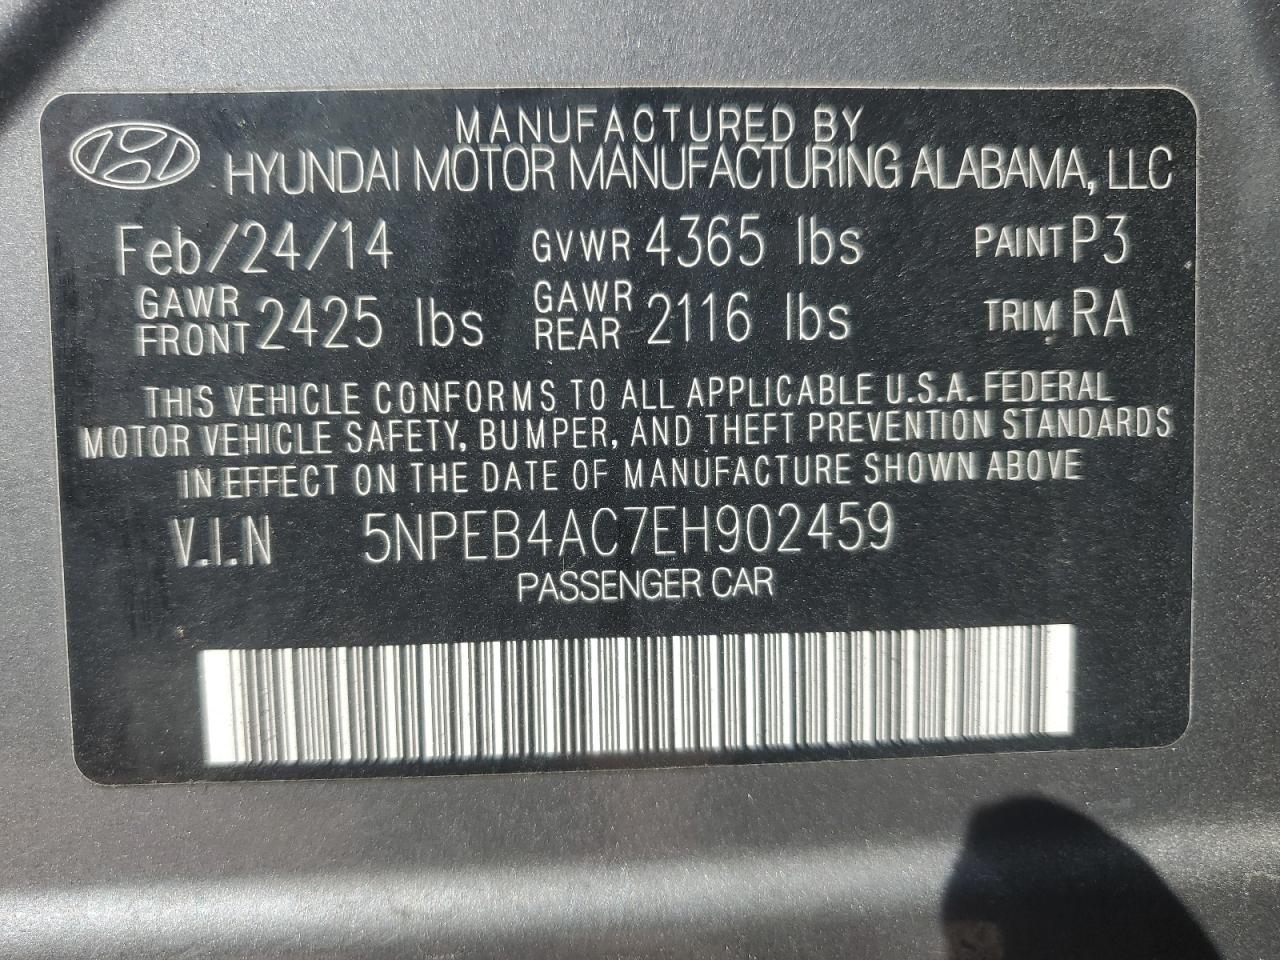 MANUFACTURED BY
HYUNDAI MOTOR MANUFACTURING ALABAMA, LLC
Feb/24/14 GVWR 4365 lbs PAINT P3
GAWR FRONT 2425 lbs GAWR REAR 2116 lbs TRIM RA
THIS VEHICLE CONFORMS TO ALL APPLICABLE U.S.A. FEDERAL
MOTOR VEHICLE SAFETY, BUMPER, AND THEFT PREVENTION STANDARDS
IN EFFECT ON THE DATE OF MANUFACTURE SHOWN ABOVE
V.I.N 5NPEB4AC7EH902459
PASSENGER CAR